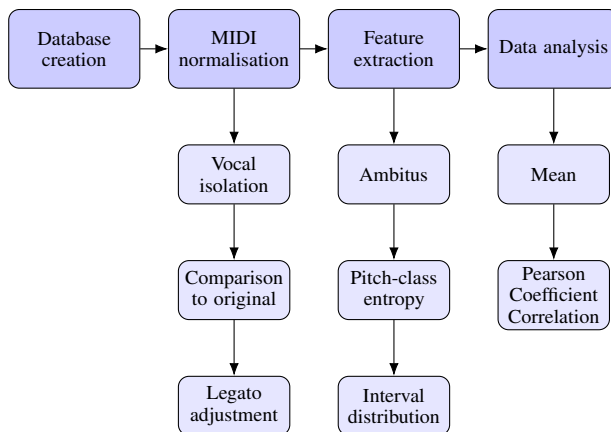 Database
creation
MIDI
normalisation
Feature
extraction
Data analysis
Vocal
isolation
Ambitus
Mean
Comparison
to original
Pitch-class
entropy
Pearson
Coefficient
Correlation
Legato
adjustment
Interval
distribution